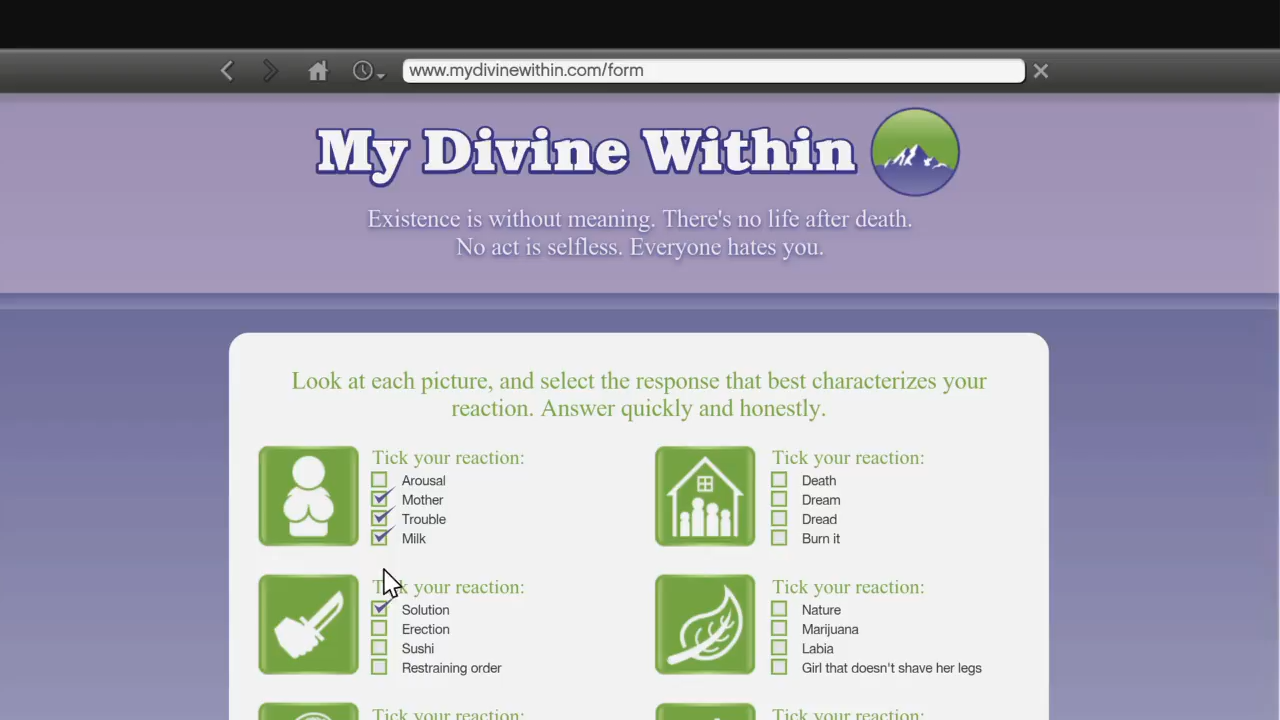 www.mydivinewithin.com/form
My Divine Within
Existence is without meaning. There's no life after death.
No act is selfless. Everyone hates you.
Look at each picture, and select the response that best characterizes your
reaction. Answer quickly and honestly.
Tick your reaction:
Arousal
Mother
Trouble
Milk
Tick your reaction:
Death
Dream
Dread
Burn it
Tick your reaction:
Solution
Erection
Sushi
Restraining order
Tick your reaction:
Nature
Marijuana
Labia
Girl that doesn't shave her legs
Tick your reaction:
Tick your reaction: